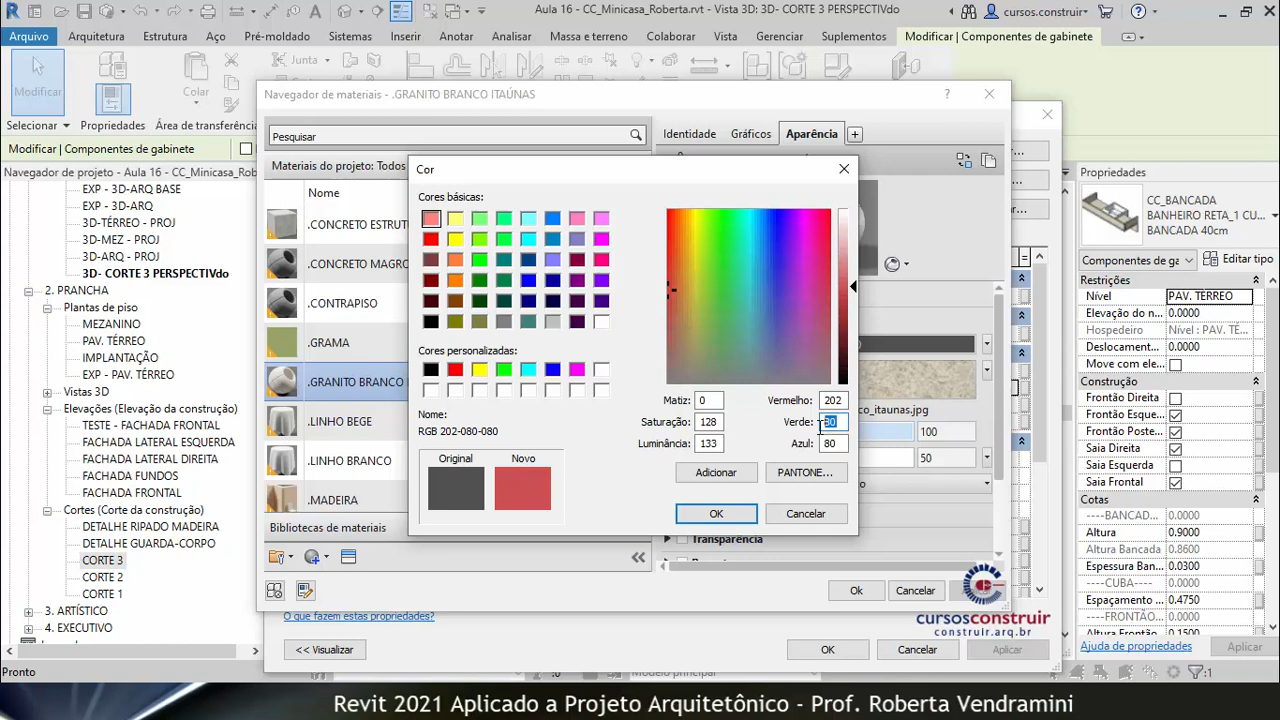 Aula 16 - CC_Minicasa_Roberta.rvt - Vista 3D: 3D- CORTE 3 PERSPECTIVdo
cursos.construir
Arquivo
Arquitetura
Estrutura
Aço
Pré-moldado
Sistemas
Inserir
Anotar
Analisar
Massa e terreno
Colaborar
Vista
Gerenciar
Suplementos
Modificar | Componentes de gabinete
Modificar
Propriedades
Colar
Junta
Selecionar
Propriedades
Área de transferência
Modificar | Componentes de gabinete
Navegador de projeto - Aula 16 - CC_Minicasa_Ro
EXP - 3D-ARQ BASE
EXP - 3D-ARQ
3D-TÉRREO - PROJ
3D-MEZ - PROJ
3D-ARQ - PROJ
3D- CORTE 3 PERSPECTIVdo
2. PRANCHA
Plantas de piso
MEZANINO
PAV. TÉRREO
IMPLANTAÇÃO
EXP - PAV. TÉRREO
Vistas 3D
Elevações (Elevação da construção)
TESTE - FACHADA FRONTAL
FACHADA LATERAL ESQUERDA
FACHADA LATERAL DIREITA
FACHADA FUNDOS
FACHADA FRONTAL
Cortes (Corte da construção)
DETALHE RIPADO MADEIRA
DETALHE GUARDA-CORPO
CORTE 3
CORTE 2
CORTE 1
3. ARTÍSTICO
4. EXECUTIVO
Pronto
Navegador de materiais - .GRANITO BRANCO ITAÚNAS
Pesquisar
Materiais do projeto: Todos
Nome
.CONCRETO ESTRUT
.CONCRETO MAGRO
.CONTRAPISO
.GRAMA
.GRANITO BRANCO
.LINHO BEGE
.LINHO BRANCO
.MADEIRA
Bibliotecas de materiais
Identidade
Gráficos
Aparência
co_itaunas.jpg
100
50
Transparência
Ok
Cancelar
O que fazem estas propriedades?
<< Visualizar
OK
Cancelar
Aplicar
Cor
Cores básicas:
Cores personalizadas:
Nome:
RGB 202-080-080
Original
Novo
Matiz: 0
Vermelho: 202
Saturação: 128
Verde: 80
Luminância: 133
Azul: 80
Adicionar
PANTONE...
OK
Cancelar
Propriedades
CC_BANCADA
BANHEIRO RETA_1 CU...
BANCADA 40cm
Componentes de ga
Editar tipo
Restrições
Nível PAV. TÉRREO
Elevação do n... 0.0000
Hospedeiro Nível : PAV. TÉ...
Deslocament... 0.0000
Move com ele...
Construção
Frontão Direita
Frontão Esque...
Frontão Poste...
Saia Direita
Saia Esquerda
Saia Frontal
Cotas
----BANCAD... 0.0000
Altura 0.9000
Altura Bancada 0.8600
Espessura Ban... 0.0300
----CUBA---... 0.0000
Espaçamento ... 0.4750
----FRONTÃO... 0.0000
Altura Frontão 0.1500
Ajuda de propriedades
Aplicar
Modelo principal
:1
cursosconstruir
construir.arq.br
Revit 2021 Aplicado a Projeto Arquitetônico - Prof. Roberta Vendramini